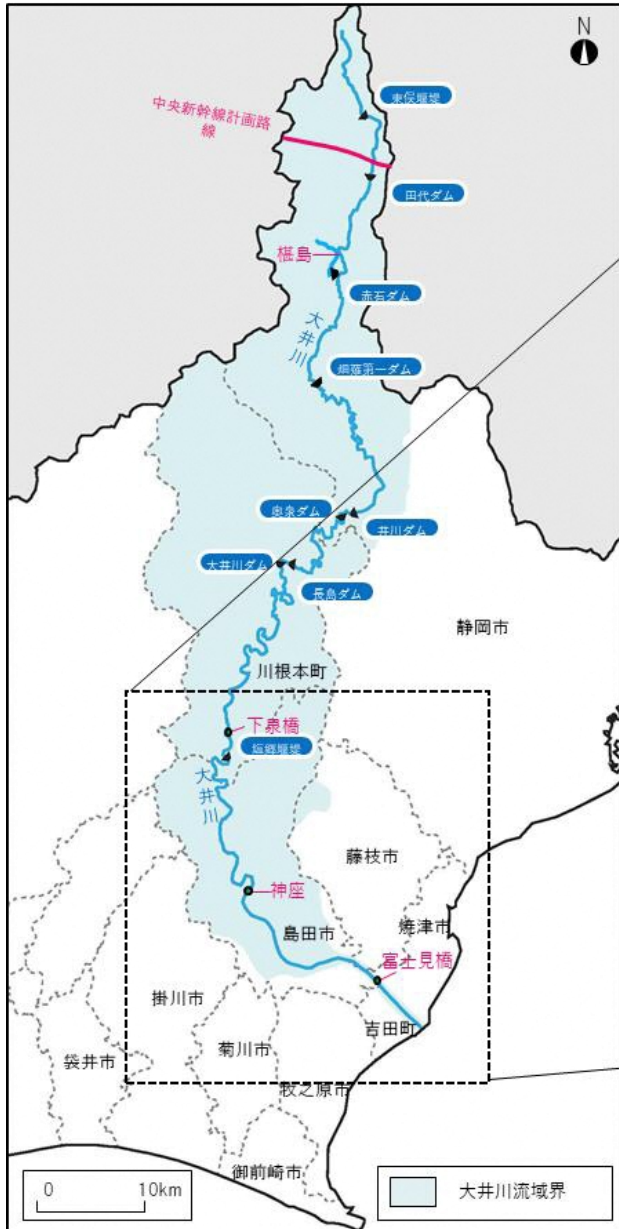 N
東俣堰堤
中央新幹線計画路
線
田代ダム
椹島
赤石ダム
大井川
畑薙第一ダム
奥泉ダム
井川ダム
大井川ダム
長島ダム
静岡市
川根本町
下泉橋
塩郷堰堤
大井川
藤枝市
神座
島田市
焼津市
富士見橋
掛川市
吉田町
菊川市
袋井市
牧之原市
御前崎市
0 10km
大井川流域界